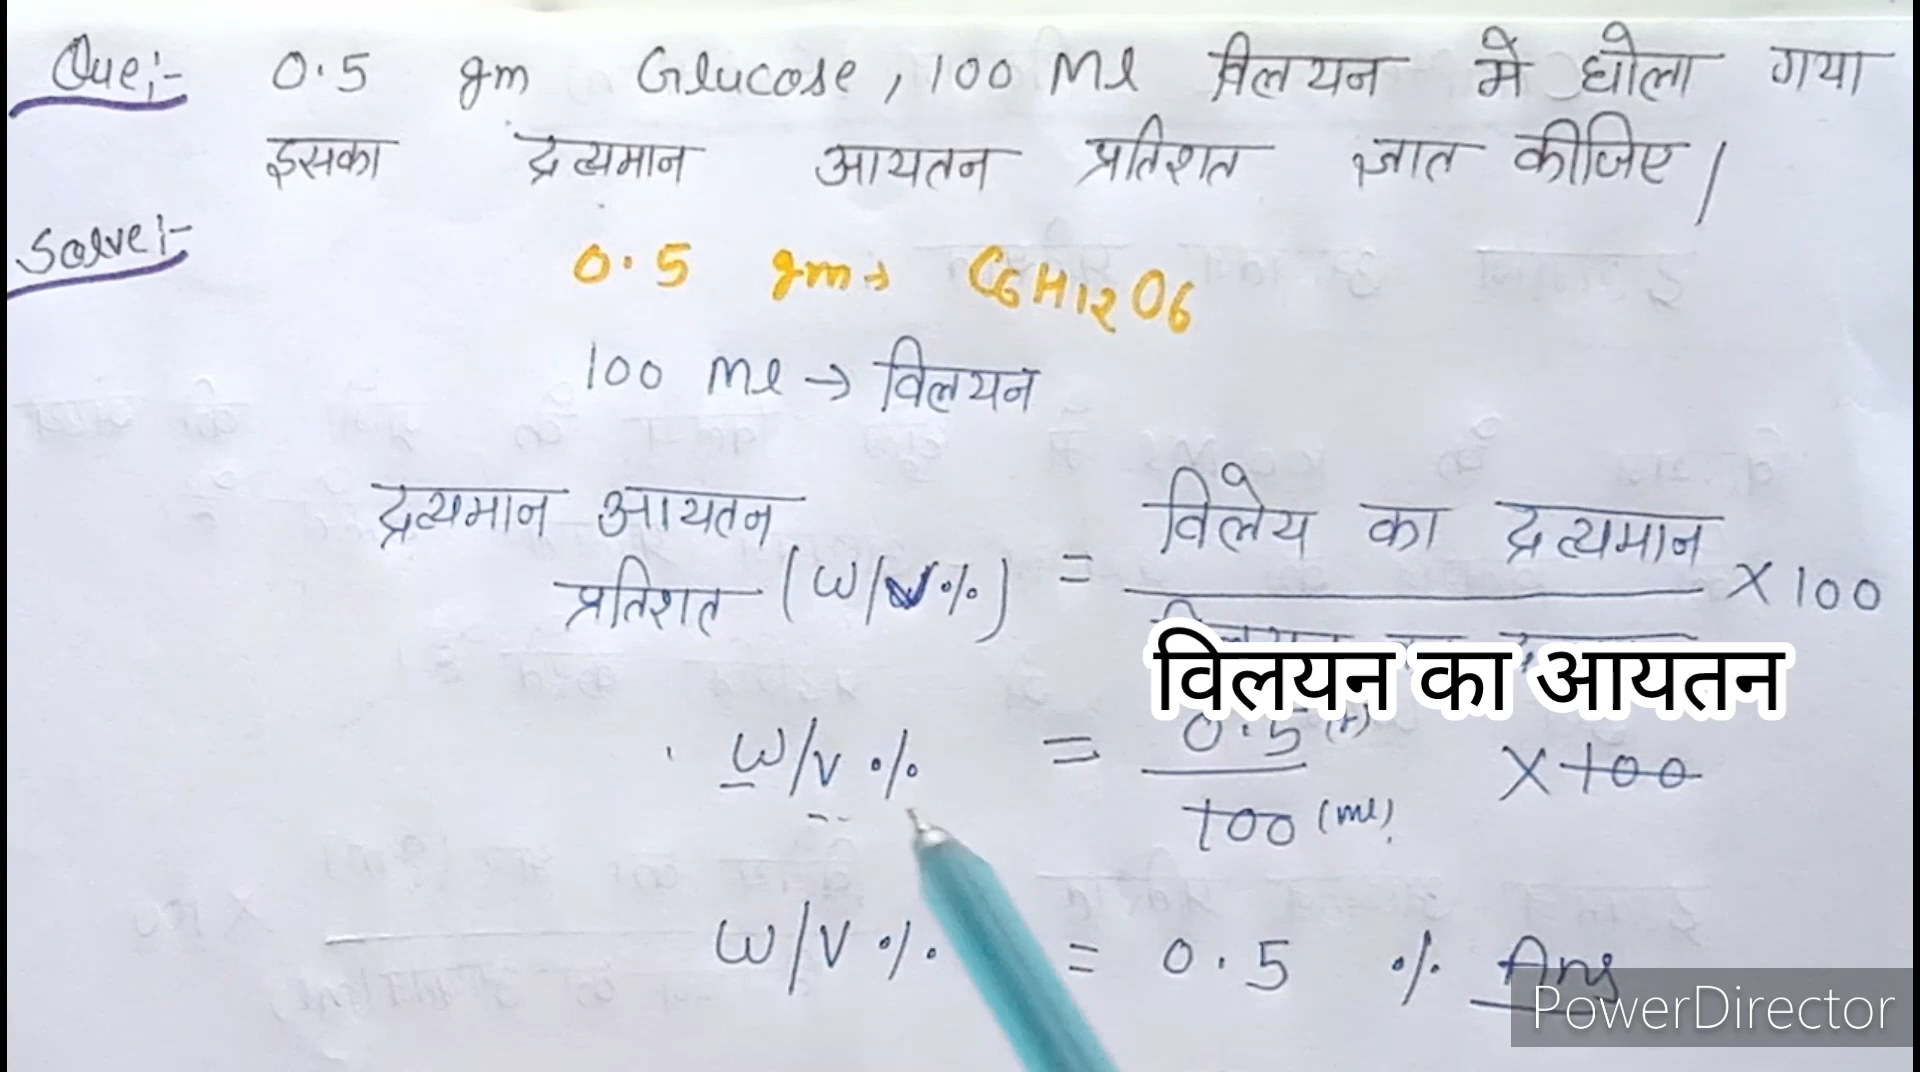 Que:- 0.5 gm Glucose, 100 Ml विलयन मे घोला गया
इसका द्रव्यमान आयतन प्रतिशत ज्ञात कीजिए।
Solve:-
0.5 gm → C6H12O6
100 Ml → विलयन
द्रव्यमान आयतन
प्रतिशत (W/V%) = विलेय का द्रव्यमान × 100
विलयन का आयतन
W/V % = 0.5 × 100
100 (ml)
W/V % = 0.5 % Ans
PowerDirector